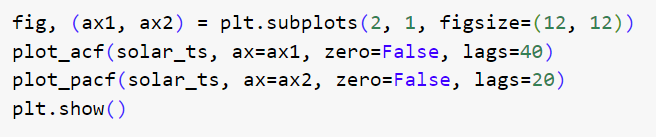 fig, (ax1, ax2) = plt.subplots(2, 1, figsize=(12, 12))
plot_acf(solar_ts, ax=ax1, zero=False, lags=40)
plot_pacf(solar_ts, ax=ax2, zero=False, lags=20)
plt.show()